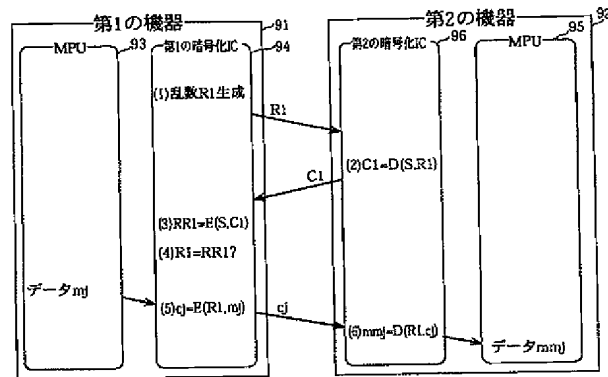 第1の機器
91
MPU
93
第1の暗号化IC
94
(1)乱数R1生成
R1
C1
(3)RR1=E(S,C1)
(4)R1=RR1?
データmj
(5)cj=E(R1,mj)
cj
第2の機器
92
第2の暗号化IC
96
MPU
95
(2)C1=D(S,R1)
(6)mmj=D(R1,cj)
データmmj